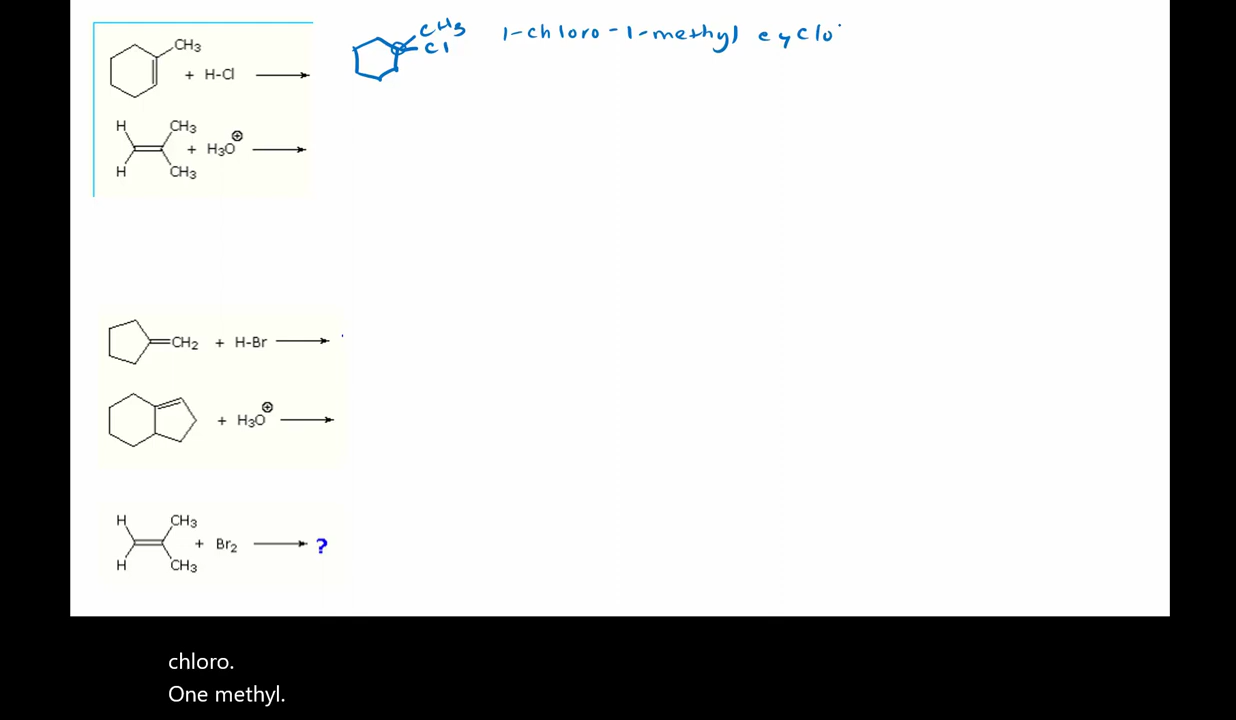 CH3
+ H-Cl
CH3
Cl
1-chloro-1-methyl cyclo
H CH3
+ H3O ⊕
H CH3
=CH2 + H-Br
+ H3O ⊕
H CH3
+ Br2 ?
H CH3
chloro.
One methyl.